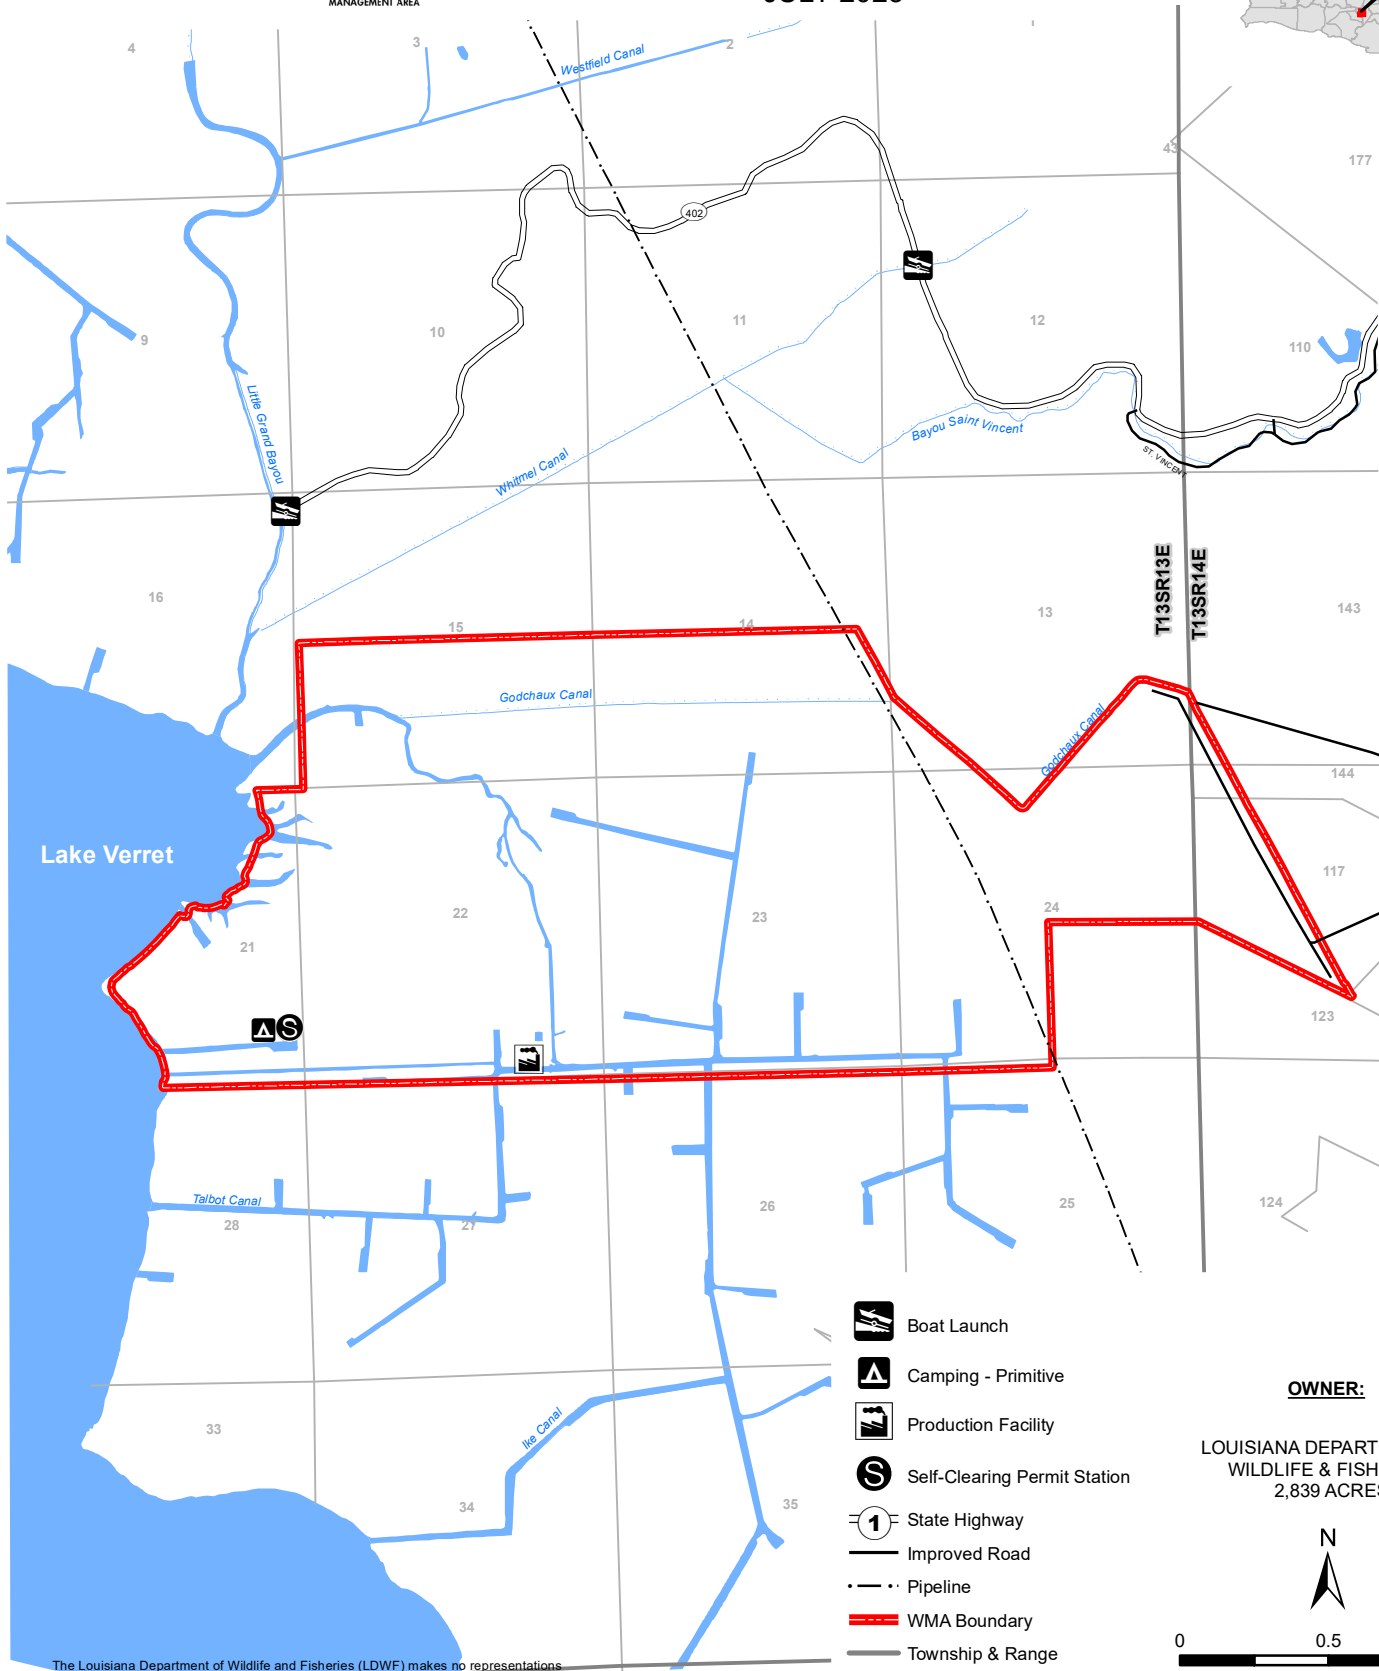 MANAGEMENT AREA
4
3
2
Westfield Canal
43
177
402
9
10
11
12
110
Little Grand Bayou
Whitmel Canal
Bayou Saint Vincent
ST. VINCENT
T13SR13E
T13SR14E
16
15
14
13
143
Godchaux Canal
Godchaux Canal
144
Lake Verret
117
22
23
24
21
123
S
Talbot Canal
28
27
26
25
124
Boat Launch
Camping - Primitive
Production Facility
S Self-Clearing Permit Station
1 State Highway
Improved Road
Pipeline
WMA Boundary
Township & Range
OWNER:
LOUISIANA DEPART
WILDLIFE & FISH
2,839 ACRES
N
0 0.5
33
Ike Canal
34
35
The Louisiana Department of Wildlife and Fisheries (LDWF) makes no representations